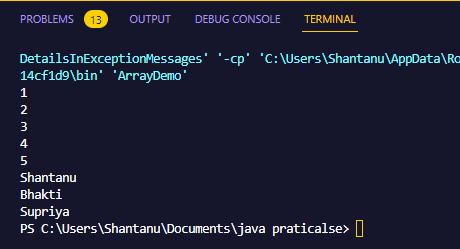 PROBLEMS 13 OUTPUT DEBUG CONSOLE TERMINAL
DetailsInExceptionMessages' '-cp' 'C:\Users\Shantanu\AppData\Ro
14cf1d9\bin' 'ArrayDemo'
1
2
3
4
5
Shantanu
Bhakti
Supriya
PS C:\Users\Shantanu\Documents\java praticalse>